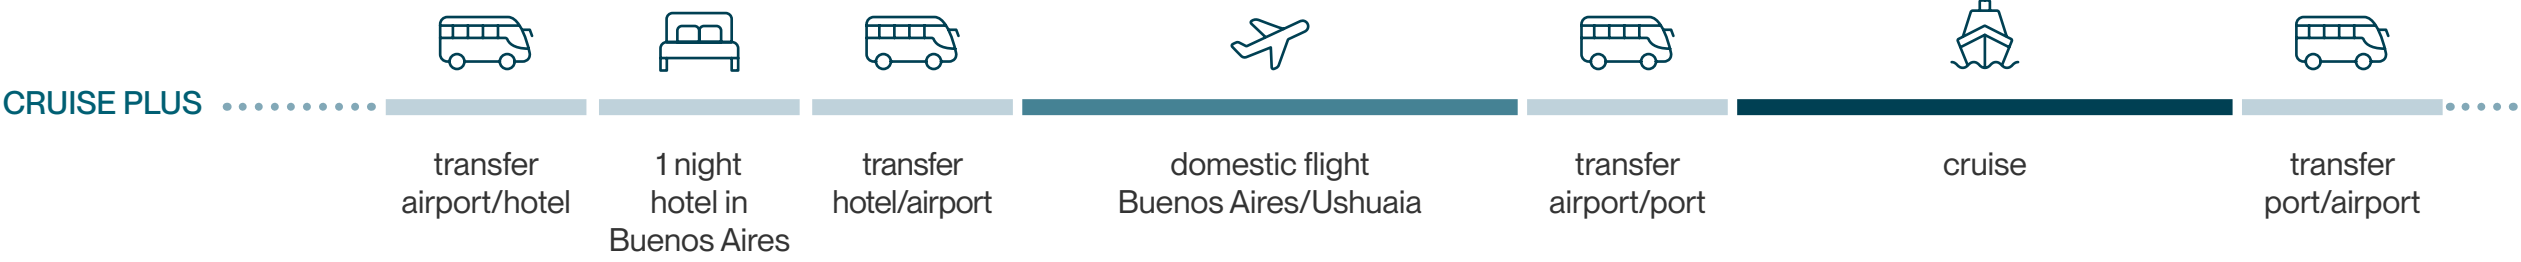 CRUISE PLUS
transfer
airport/hotel
1 night
hotel in
Buenos Aires
transfer
hotel/airport
domestic flight
Buenos Aires/Ushuaia
transfer
airport/port
cruise
transfer
port/airport